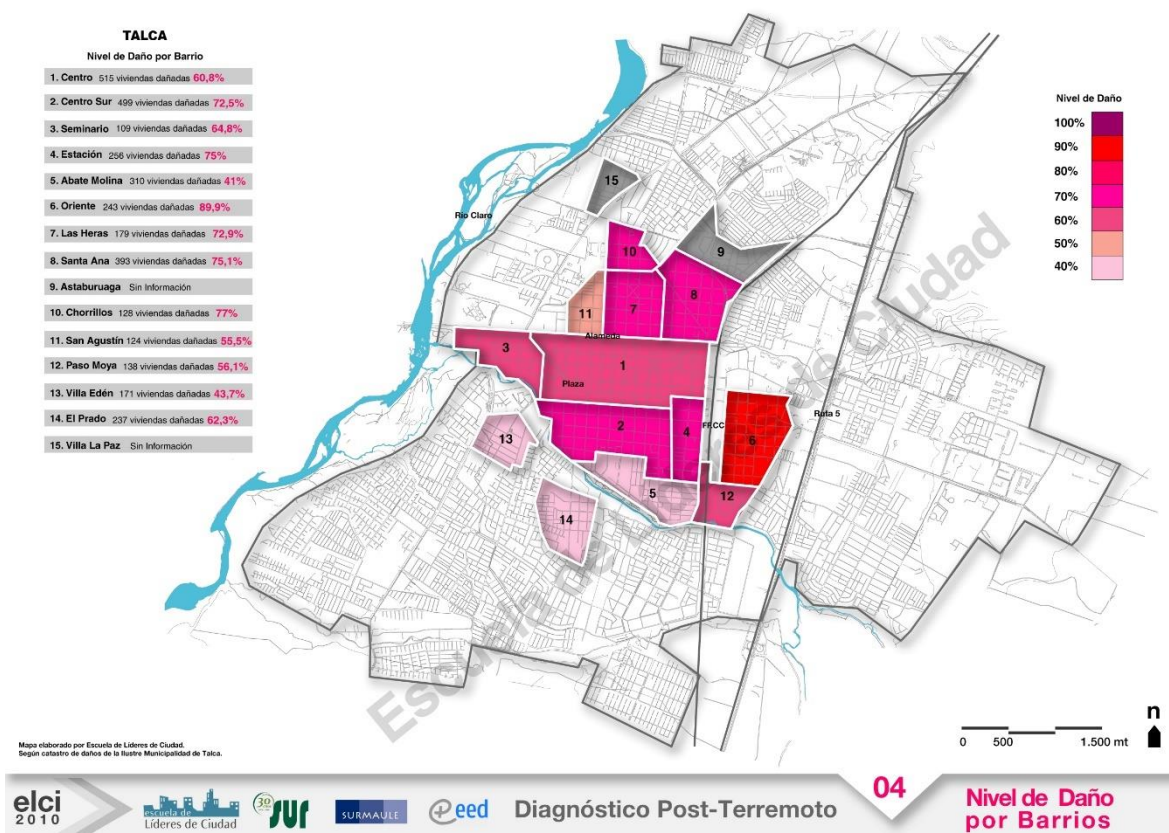 TALCA
Nivel de Daño por Barrio
1. Centro 515 viviendas dañadas 60,8%
2. Centro Sur 499 viviendas dañadas 72,5%
3. Seminario 109 viviendas dañadas 64,8%
4. Estación 256 viviendas dañadas 75%
5. Abate Molina 310 viviendas dañadas 41%
6. Oriente 243 viviendas dañadas 89,9%
7. Las Heras 179 viviendas dañadas 72,9%
8. Santa Ana 393 viviendas dañadas 75,1%
9. Astaburuaga Sin Información
10. Chorrillos 128 viviendas dañadas 77%
11. San Agustín 124 viviendas dañadas 55,5%
12. Paso Moya 138 viviendas dañadas 56,1%
13. Villa Edén 171 viviendas dañadas 43,7%
14. El Prado 237 viviendas dañadas 62,3%
15. Villa La Paz Sin Información
Nivel de Daño
100%
90%
80%
70%
60%
50%
40%
15
Río Claro
10
9
8
7
11
Alameda
3
1
Plaza
2
4
FF.CC
6
Ruta 5
13
5
12
14
Escuela de Líderes de Ciudad
n
0 500 1.500 mt
Mapa elaborado por Escuela de Líderes de Ciudad.
Según catastro de daños de la Ilustre Municipalidad de Talca.
elci
2010
escuela de
Líderes de Ciudad
30
sur
SURMAULE
eed
Diagnóstico Post-Terremoto
04
Nivel de Daño
por Barrios